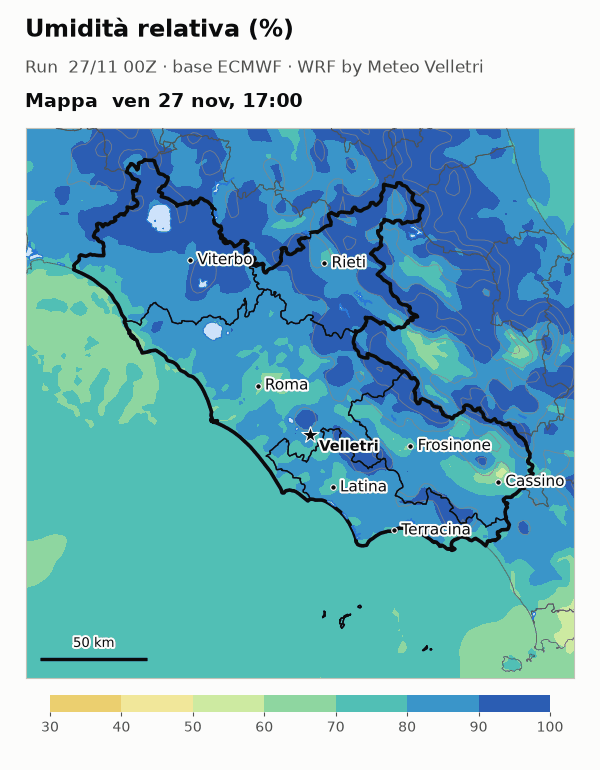 Umidità relativa (%)
Run  27/11 00Z · base ECMWF · WRF by Meteo Velletri
Mappa  ven 27 nov, 17:00
Viterbo
Rieti
Roma
Velletri
Frosinone
Latina
Cassino
Terracina
50 km
30 40 50 60 70 80 90 100